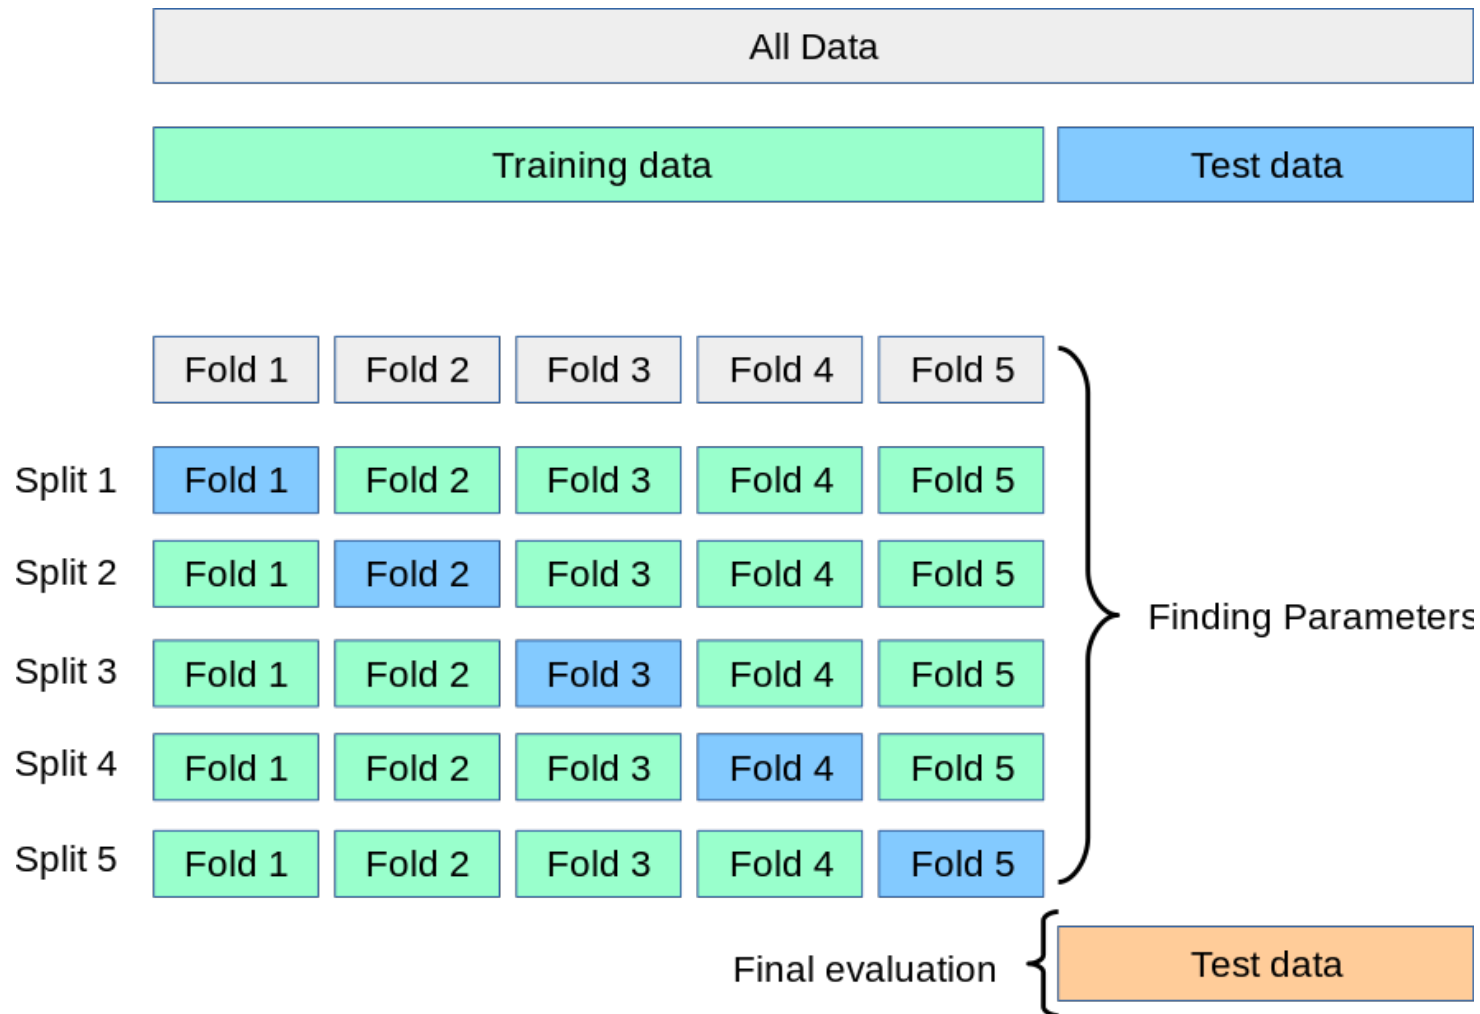 All Data
Training data Test data
Fold 1 Fold 2 Fold 3 Fold 4 Fold 5
Split 1 Fold 1 Fold 2 Fold 3 Fold 4 Fold 5
Split 2 Fold 1 Fold 2 Fold 3 Fold 4 Fold 5
Finding Parameters
Split 3 Fold 1 Fold 2 Fold 3 Fold 4 Fold 5
Split 4 Fold 1 Fold 2 Fold 3 Fold 4 Fold 5
Split 5 Fold 1 Fold 2 Fold 3 Fold 4 Fold 5
Final evaluation Test data